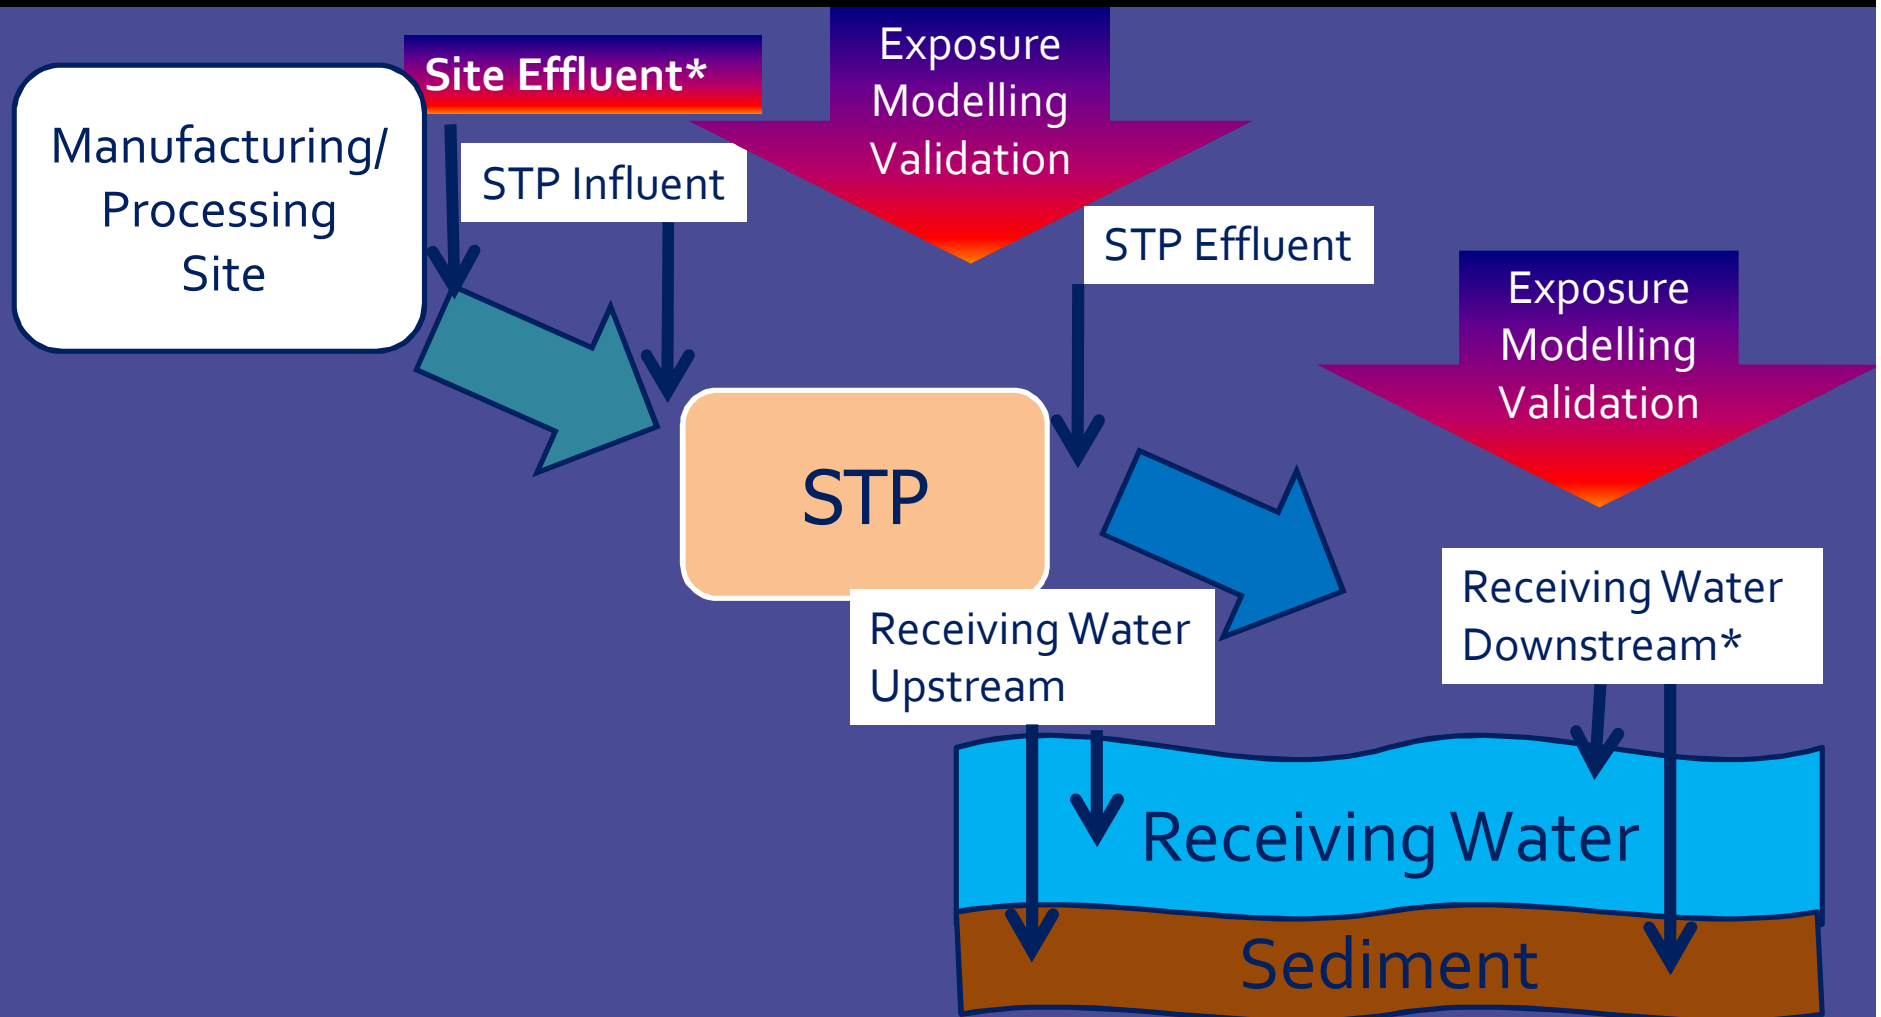 Site Effluent*
Manufacturing/
Processing
Site
STP Influent
Exposure
Modelling
Validation
STP Effluent
Exposure
Modelling
Validation
STP
Receiving Water
Upstream
Receiving Water
Downstream*
Receiving Water
Sediment